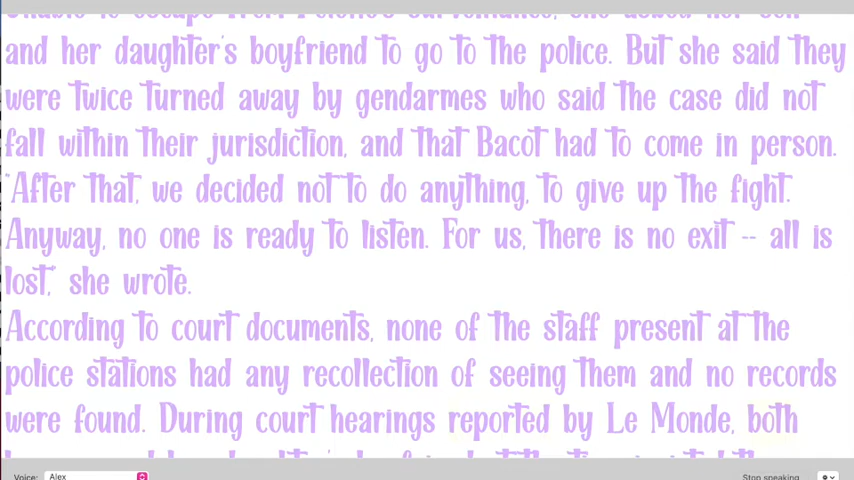 and her daughter's boyfriend to go to the police. But she said they
were twice turned away by gendarmes who said the case did not
fall within their jurisdiction, and that Bacot had to come in person.
"After that, we decided not to do anything, to give up the fight.
Anyway, no one is ready to listen. For us, there is no exit -- all is
lost," she wrote.
According to court documents, none of the staff present at the
police stations had any recollection of seeing them and no records
were found. During court hearings reported by Le Monde, both
Voice: Alex
Stop speaking